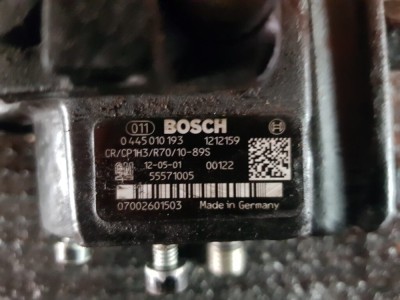 011 BOSCH
0 445 010 193 1212159
CR/CP1H3/R70/10-89S
12-05-01 00122
55571005
07002601503 Made in Germany